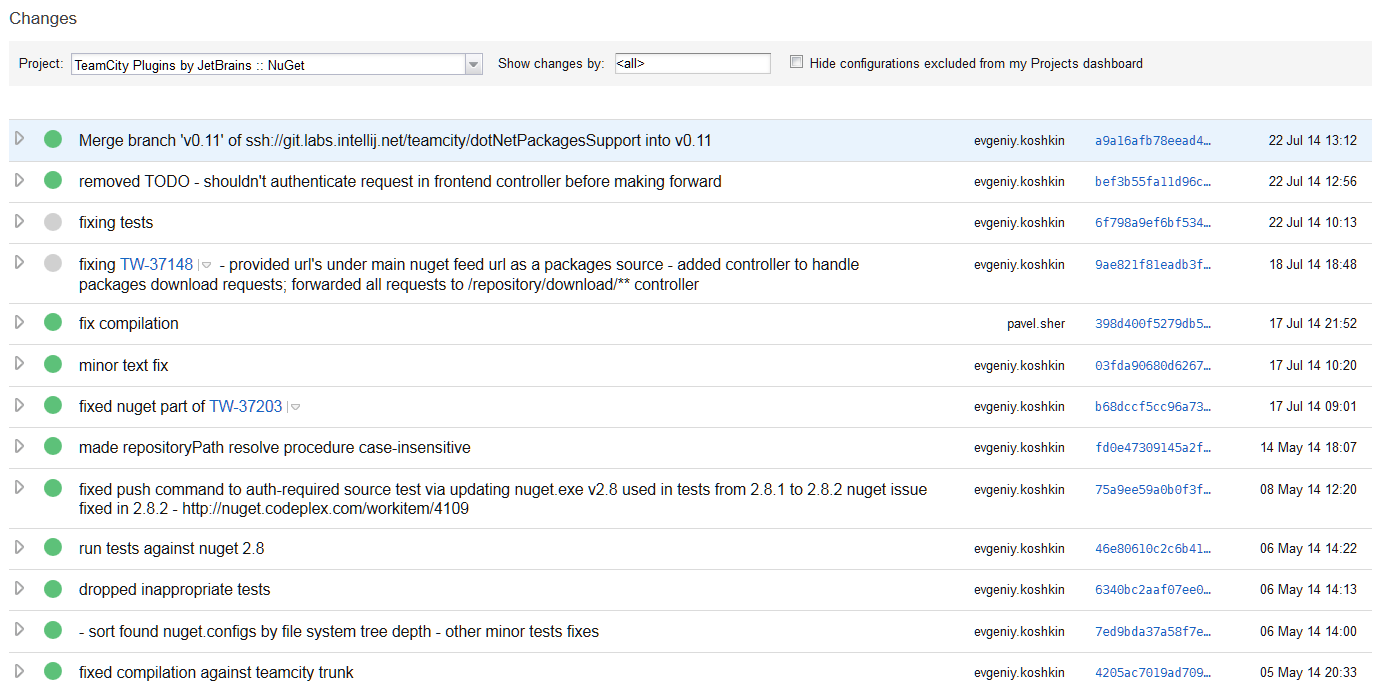 Changes
Project: TeamCity Plugins by JetBrains :: NuGet Show changes by: <all> Hide configurations excluded from my Projects dashboard
Merge branch 'v0.11' of ssh://git.labs.intellij.net/teamcity/dotNetPackagesSupport into v0.11 evgeniy.koshkin a9a16afb78eead4… 22 Jul 14 13:12
removed TODO - shouldn't authenticate request in frontend controller before making forward evgeniy.koshkin bef3b55fa11d96c… 22 Jul 14 12:56
fixing tests evgeniy.koshkin 6f798a9ef6bf534… 22 Jul 14 10:13
fixing TW-37148 - provided url's under main nuget feed url as a packages source - added controller to handle evgeniy.koshkin 9ae821f81eadb3f… 18 Jul 14 18:48
packages download requests; forwarded all requests to /repository/download/** controller
fix compilation pavel.sher 398d400f5279db5… 17 Jul 14 21:52
minor text fix evgeniy.koshkin 03fda90680d6267… 17 Jul 14 10:20
fixed nuget part of TW-37203 evgeniy.koshkin b68dccf5cc96a73… 17 Jul 14 09:01
made repositoryPath resolve procedure case-insensitive evgeniy.koshkin fd0e47309145a2f… 14 May 14 18:07
fixed push command to auth-required source test via updating nuget.exe v2.8 used in tests from 2.8.1 to 2.8.2 nuget issue evgeniy.koshkin 75a9ee59a0b0f3f… 08 May 14 12:20
fixed in 2.8.2 - http://nuget.codeplex.com/workitem/4109
run tests against nuget 2.8 evgeniy.koshkin 46e80610c2c6b41… 06 May 14 14:22
dropped inappropriate tests evgeniy.koshkin 6340bc2aaf07ee0… 06 May 14 14:13
- sort found nuget.configs by file system tree depth - other minor tests fixes evgeniy.koshkin 7ed9bda37a58f7e… 06 May 14 14:00
fixed compilation against teamcity trunk evgeniy.koshkin 4205ac7019ad709… 05 May 14 20:33